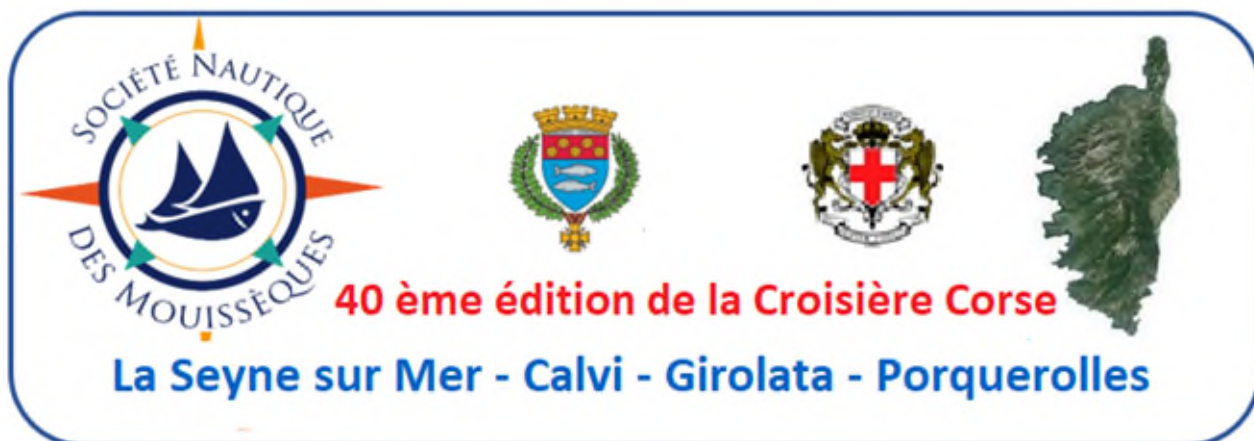 SOCIÉTÉ NAUTIQUE
DES MOUISSÈQUES
40 ème édition de la Croisière Corse
La Seyne sur Mer - Calvi - Girolata - Porquerolles